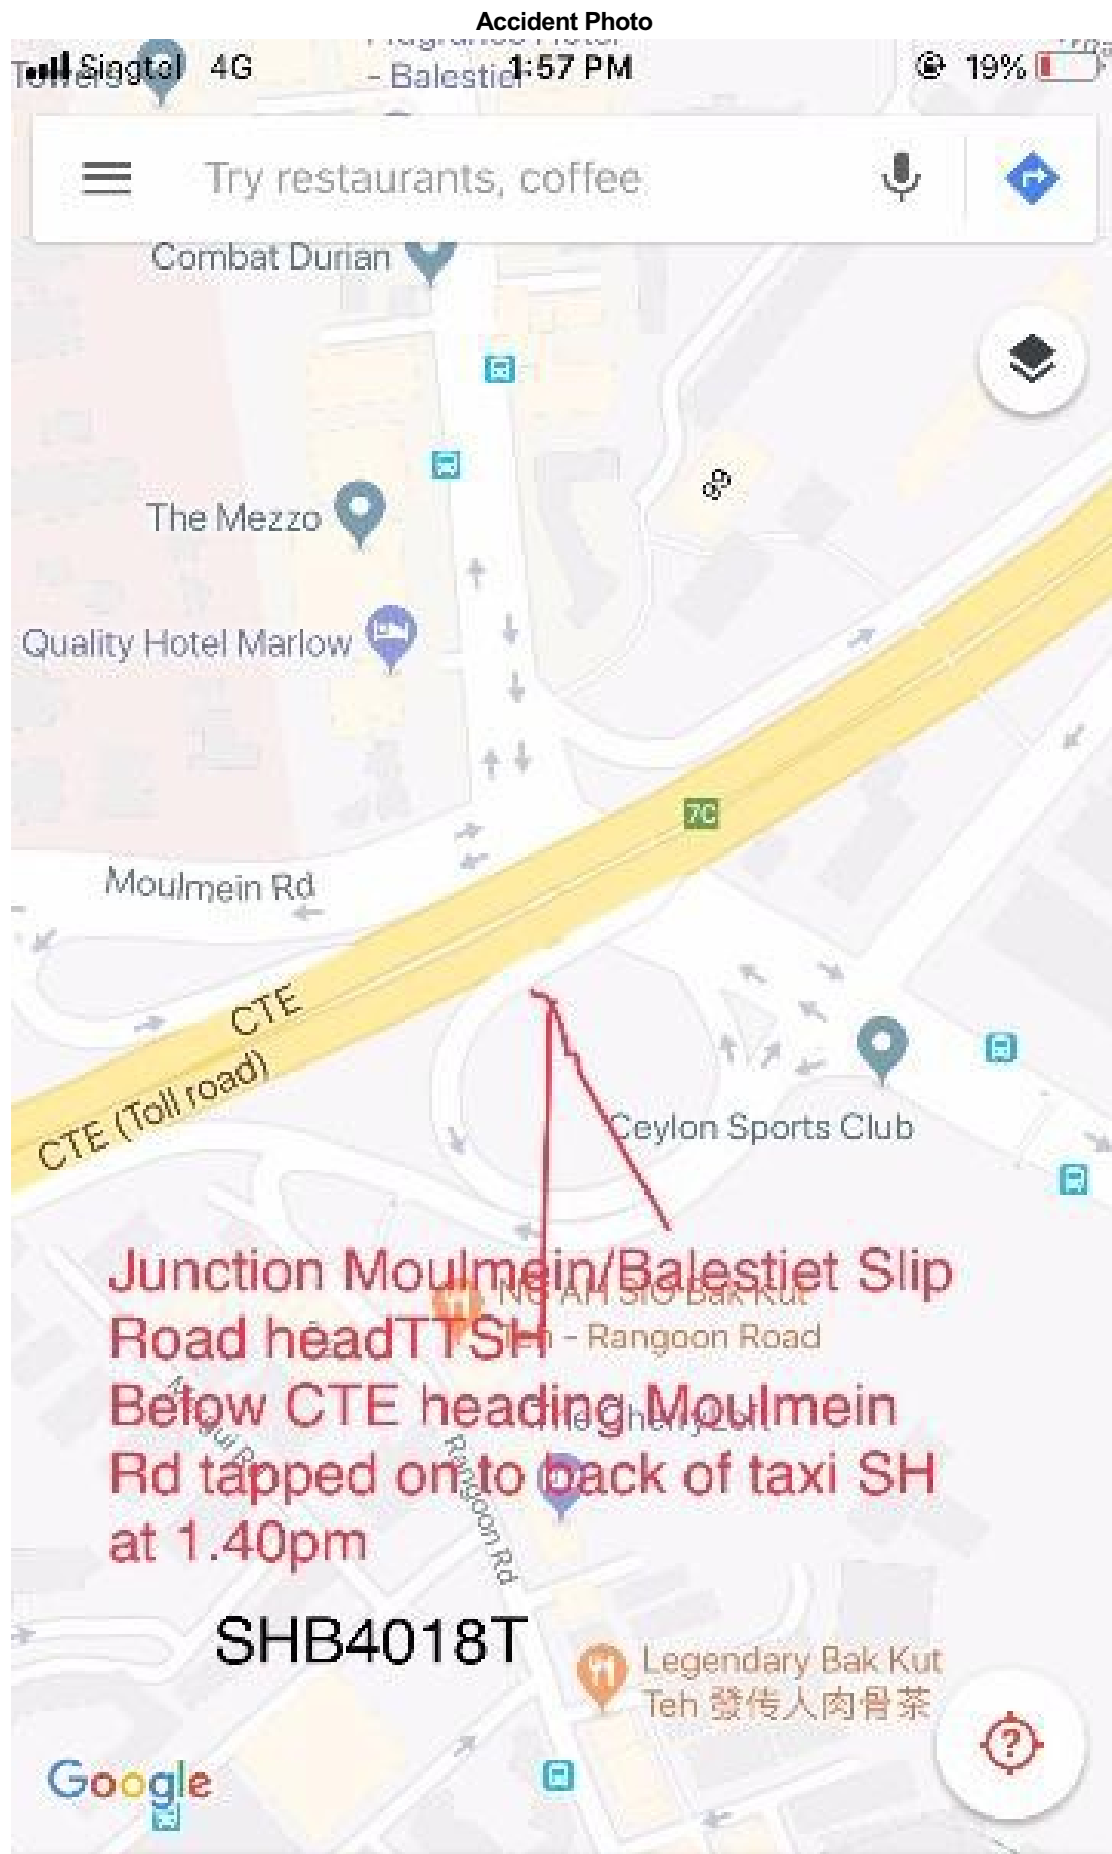 Accident Photo
Singtel 4G 1:57 PM 19%
Towers
- Balestier
Try restaurants, coffee
Combat Durian
The Mezzo
99
Quality Hotel Marlow
7C
Moulmein Rd
CTE
CTE (Toll road)
Ceylon Sports Club
Junction Moulmein/Balestiet Slip
Road headTTSH
- Rangoon Road
Below CTE heading Moulmein
Rd tapped on to back of taxi SH
at 1.40pm
Rangoon Rd
SHB4018T
Legendary Bak Kut
Teh 發传人肉骨茶
Google